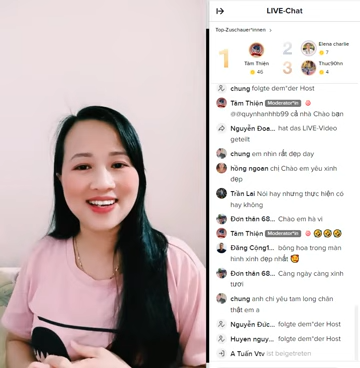 LIVE-Chat
Top-Zuschauer*innen >
1
Tâm Thiện
45
2
Elena charlie
7
3
Thuc90hn
4
chung folgte dem*der Host
Tâm Thiện Moderator*in
@dquynhanhhb99 cả nhà Chào bạn
Nguyễn Đoa... hat das LIVE-Video
geteilt
chung em nhìn rất đẹp day
hồng ngoan chị Chào em yêu xinh
đẹp
Trần Lai Nói hay nhưng thực hiện có
hay không
Đơn thân 68... Chào em hà vi
Tâm Thiện Moderator*in
Đăng Công1... bông hoa trong màn
hình xinh đẹp nhất
Đơn thân 68... Càng ngày càng xinh
tươi
chung anh chi yêu tam long chân
thật em a
Nguyễn Đức... folgte dem*der Host
Huyen nguy... folgte dem*der Host
A Tuấn Vtv ist beigetreten